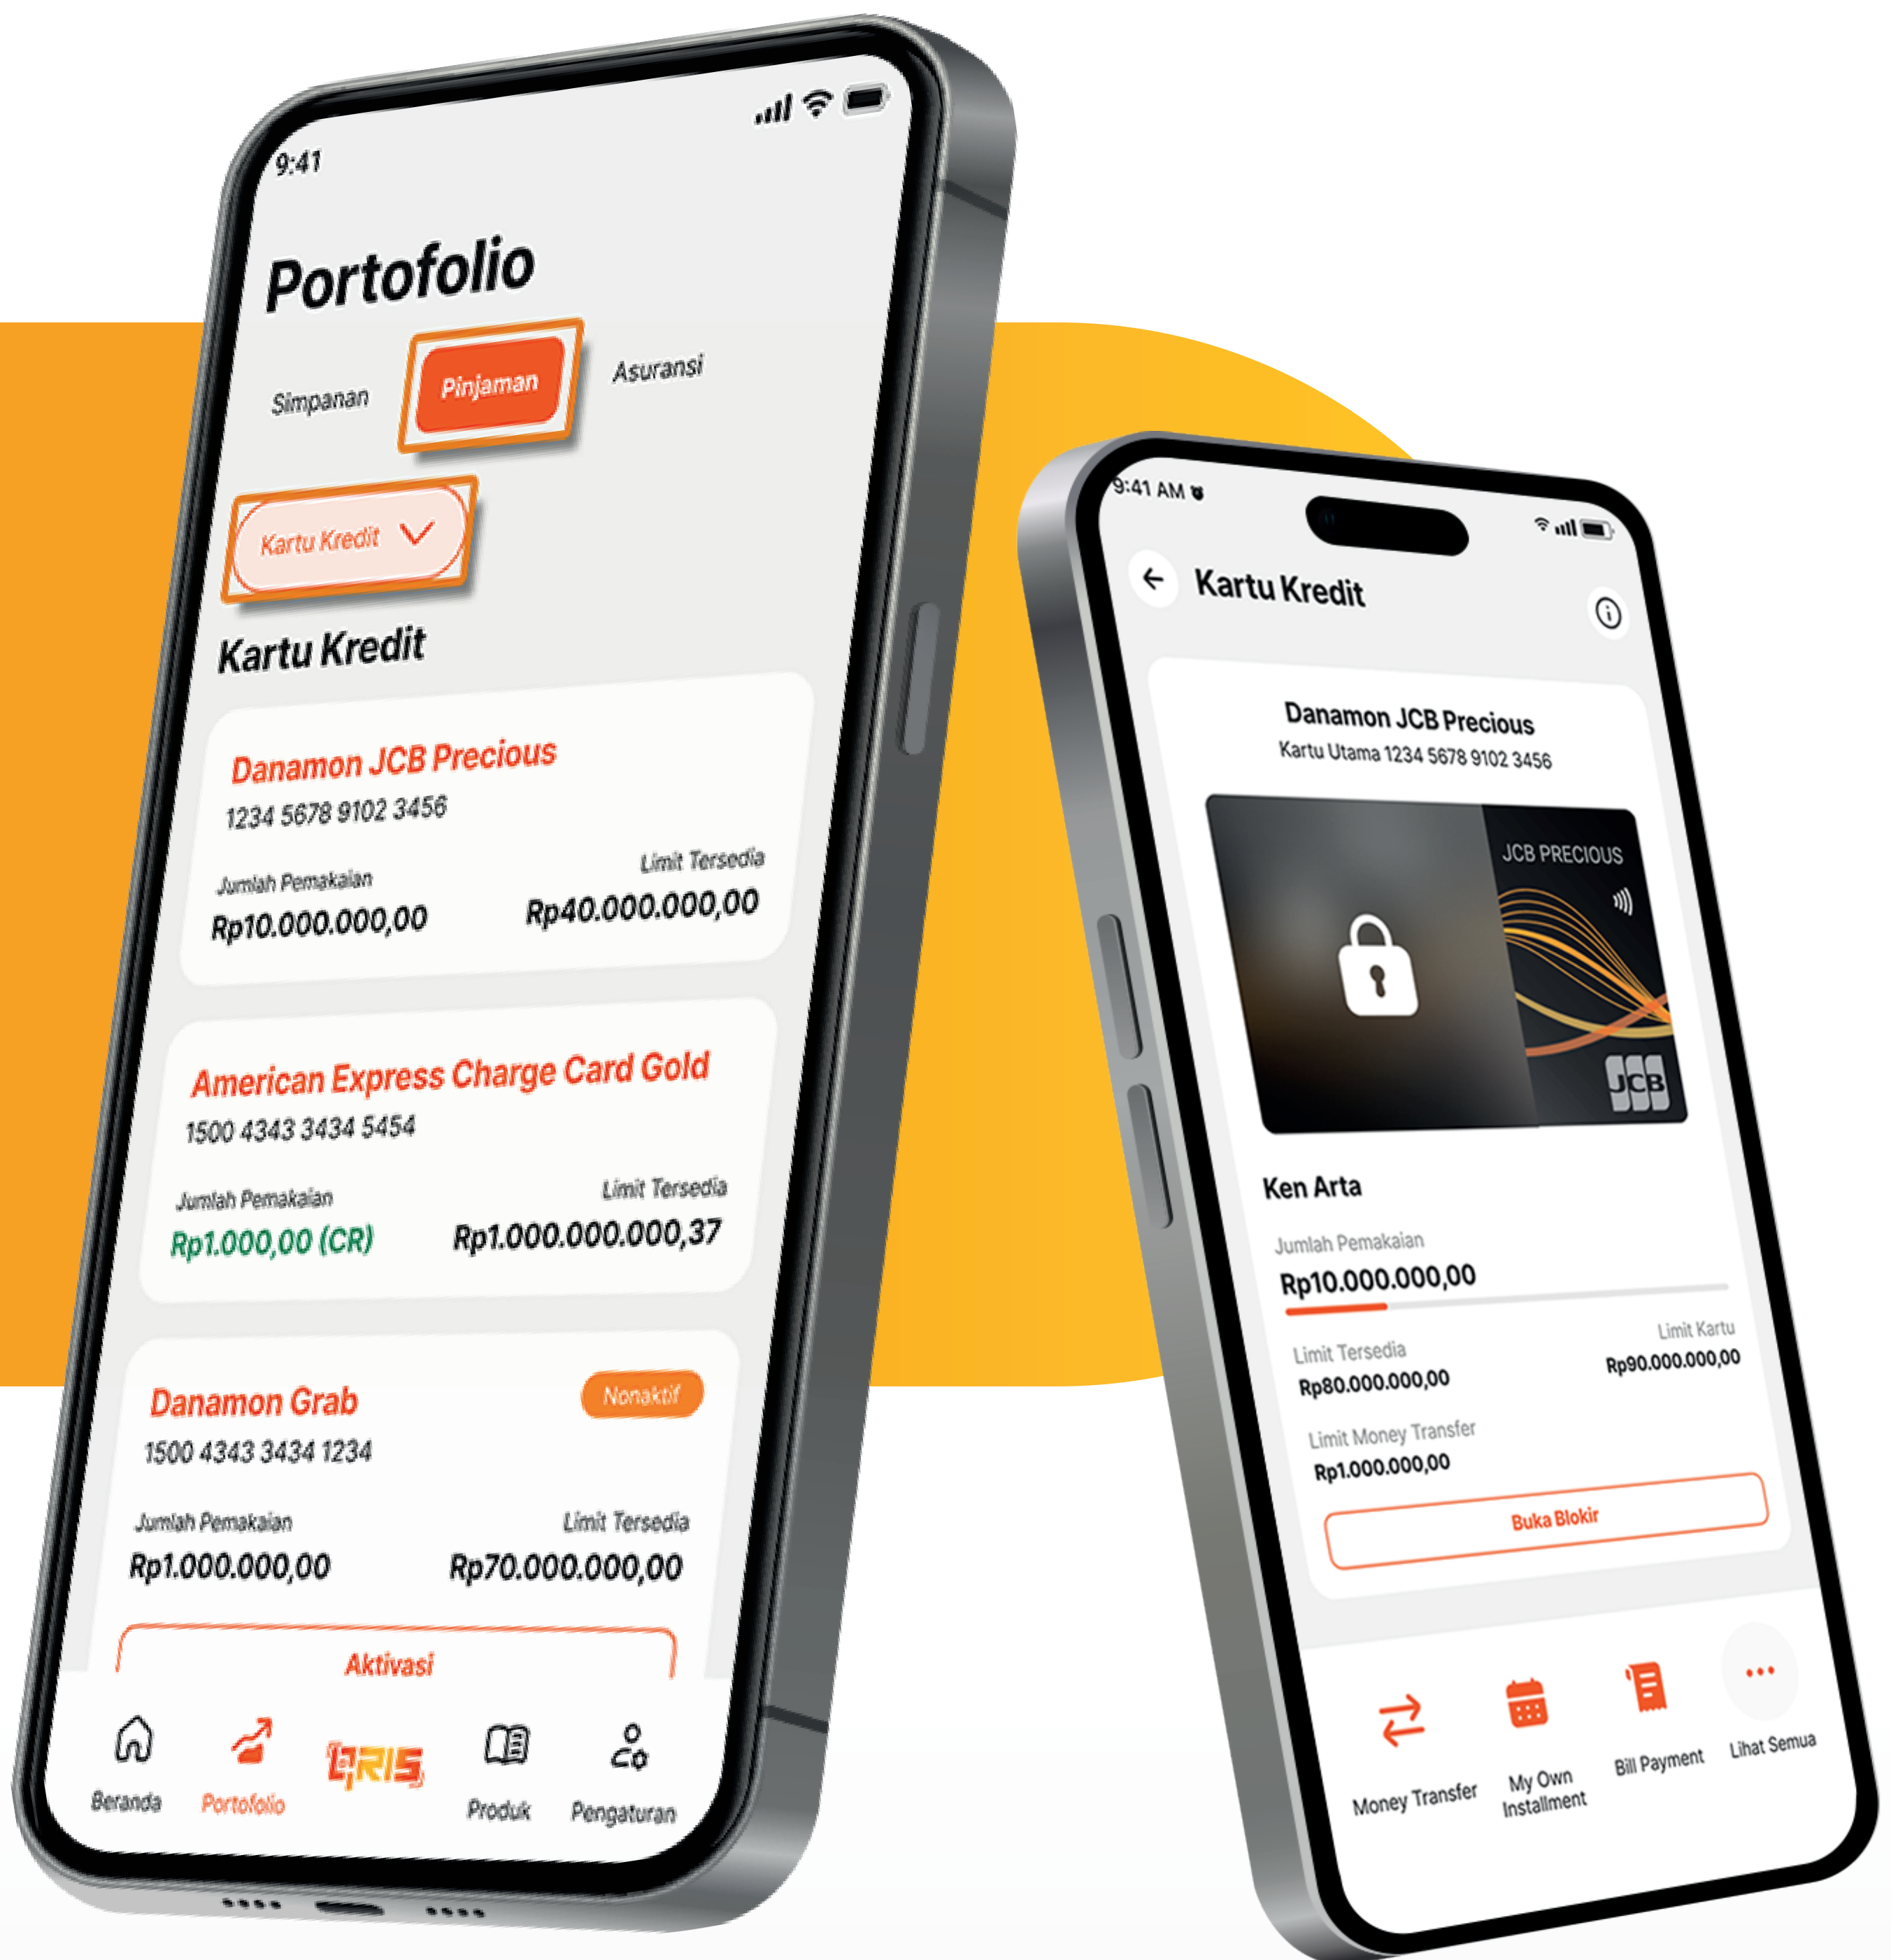 9:41
Portofolio
Simpanan
Pinjaman
Asuransi
Kartu Kredit
Kartu Kredit
Danamon JCB Precious
1234 5678 9102 3456
Jumlah Pemakaian
Limit Tersedia
Rp10.000.000,00
Rp40.000.000,00
American Express Charge Card Gold
1500 4343 3434 5454
Jumlah Pemakaian
Limit Tersedia
Rp1.000,00 (CR)
Rp1.000.000.000,37
Danamon Grab
Nonaktif
1500 4343 3434 1234
Jumlah Pemakaian
Limit Tersedia
Rp1.000.000,00
Rp70.000.000,00
Aktivasi
Beranda
Portofolio
QRIS
Produk
Pengaturan
9:41 AM
Kartu Kredit
Danamon JCB Precious
Kartu Utama 1234 5678 9102 3456
JCB PRECIOUS
JCB
Ken Arta
Jumlah Pemakaian
Rp10.000.000,00
Limit Tersedia
Limit Kartu
Rp80.000.000,00
Rp90.000.000,00
Limit Money Transfer
Rp1.000.000,00
Buka Blokir
Money Transfer
My Own
Installment
Bill Payment
Lihat Semua